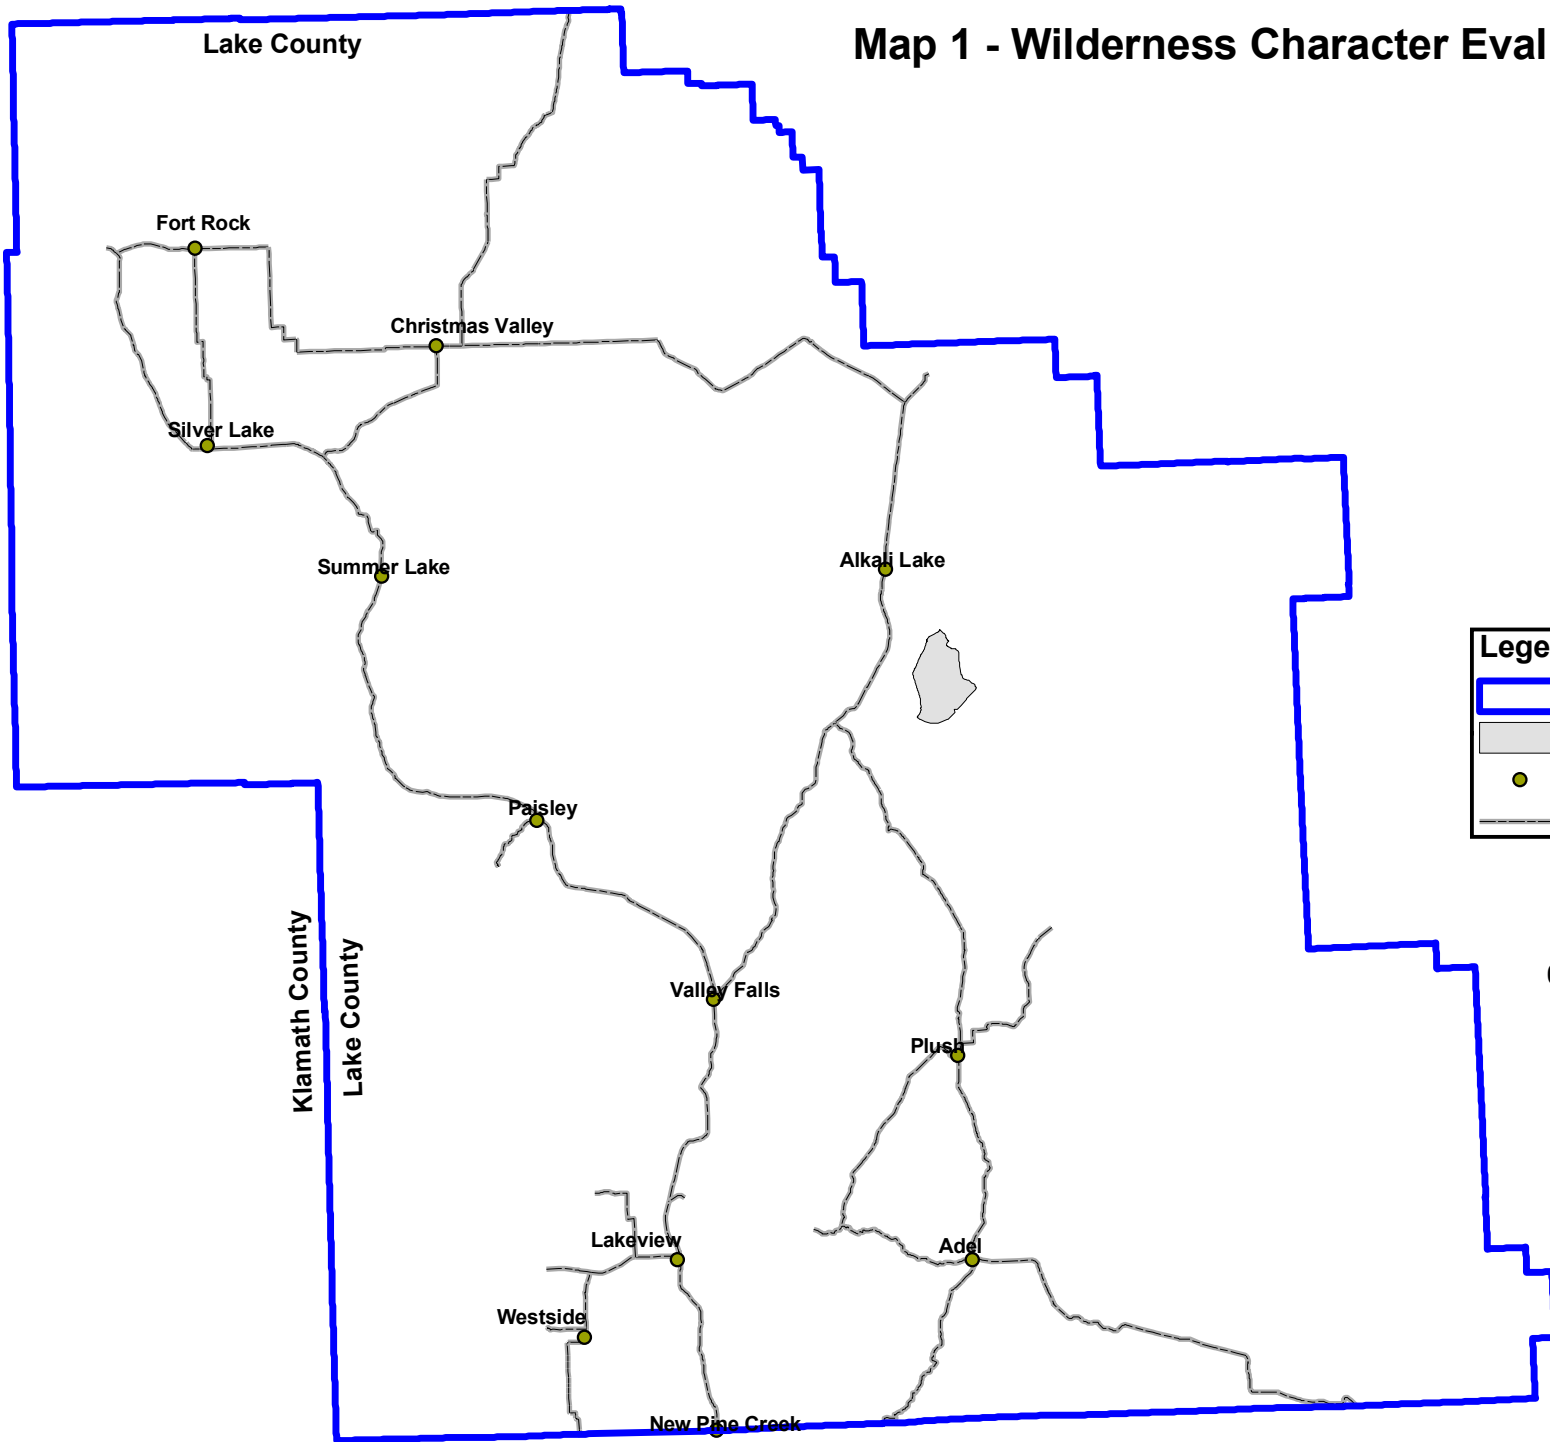 Map 1 - Wilderness Character Eval
Lake County
Fort Rock
Christmas Valley
Silver Lake
Summer Lake
Alkali Lake
Lege
Paisley
Klamath County
Lake County
Valley Falls
Plush
Lakeview
Adel
Westside
New Pine Creek